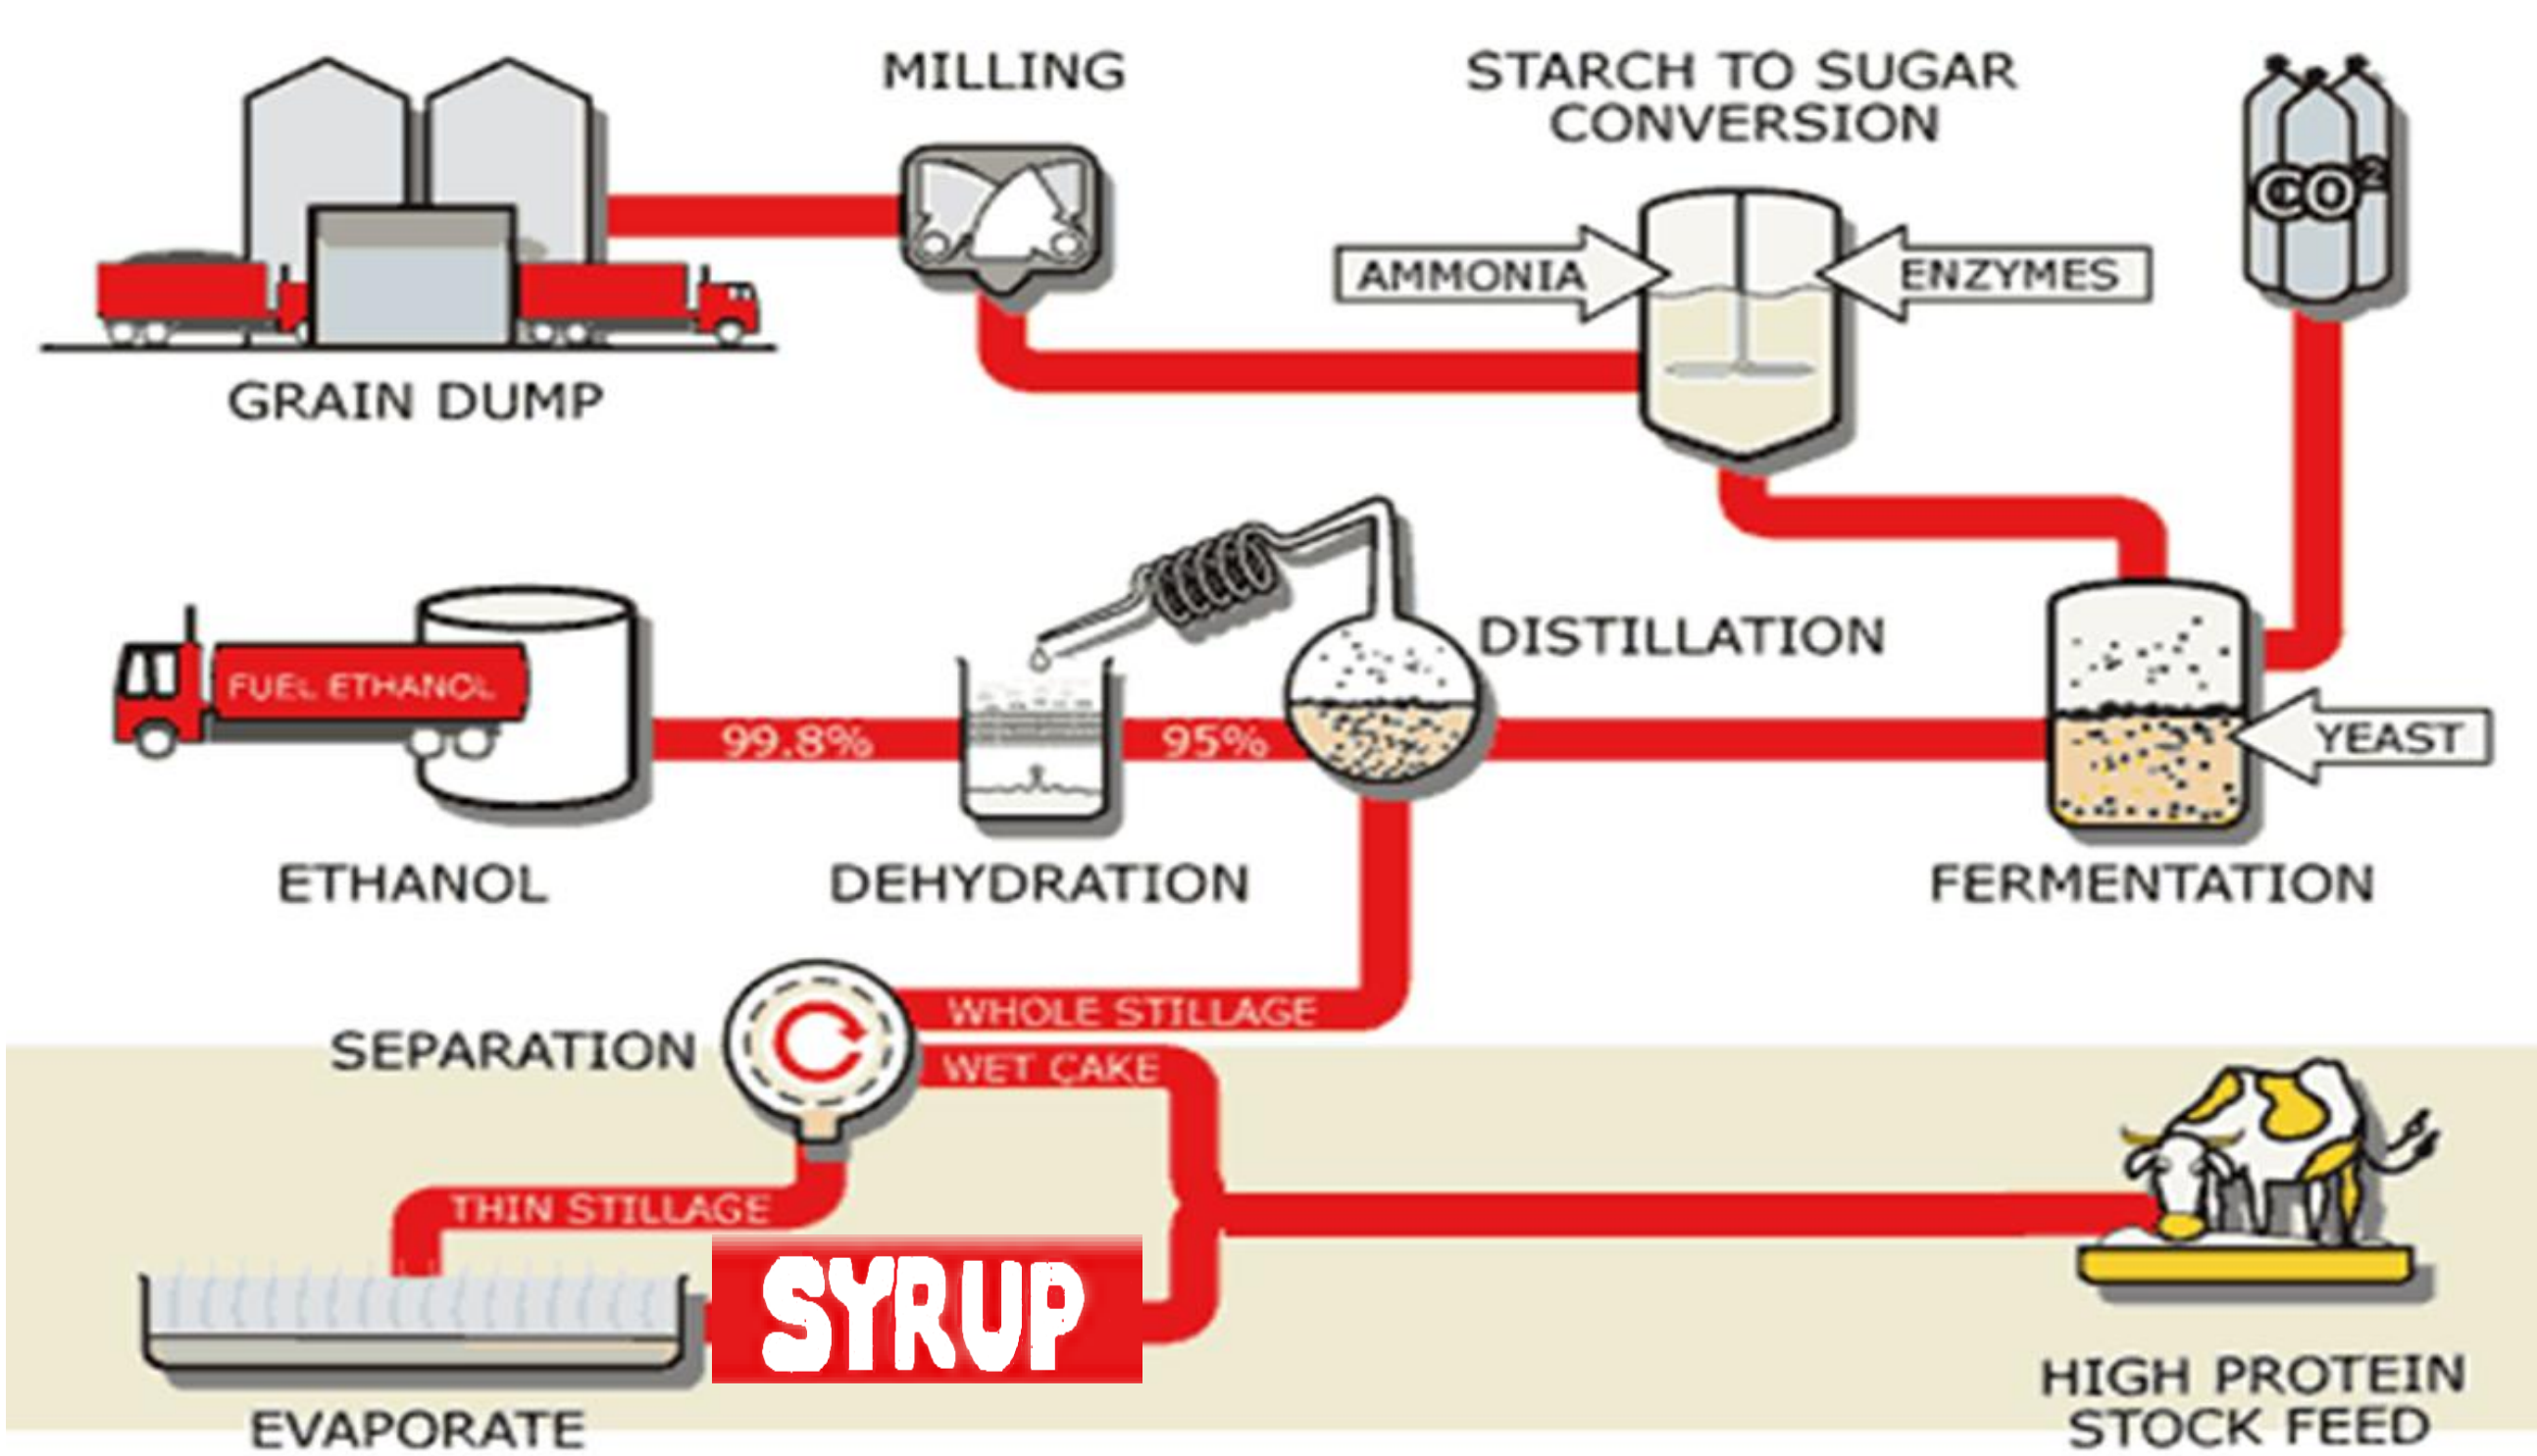 MILLING
STARCH TO SUGAR
CONVERSION
CO²
AMMONIA
ENZYMES
GRAIN DUMP
DISTILLATION
FUEL ETHANOL
99.8%
95%
YEAST
ETHANOL
DEHYDRATION
FERMENTATION
WHOLE STILLAGE
SEPARATION
WET CAKE
THIN STILLAGE
SYRUP
HIGH PROTEIN
STOCK FEED
EVAPORATE